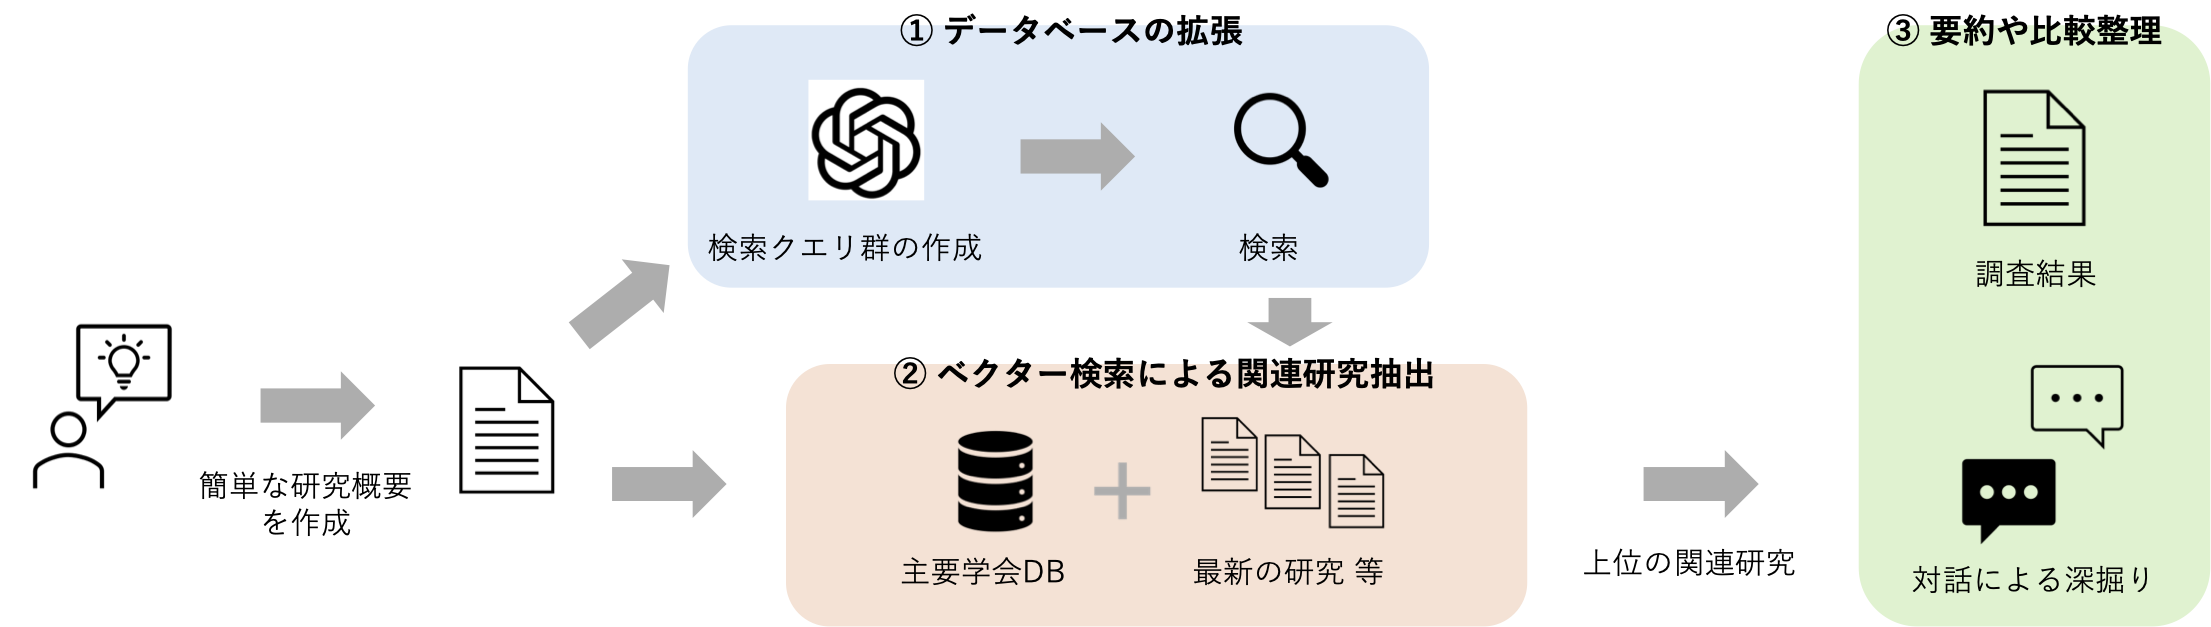 ① データベースの拡張
検索クエリ群の作成
検索
簡単な研究概要
を作成
② ベクター検索による関連研究抽出
主要学会DB
最新の研究 等
上位の関連研究
③ 要約や比較整理
調査結果
対話による深掘り